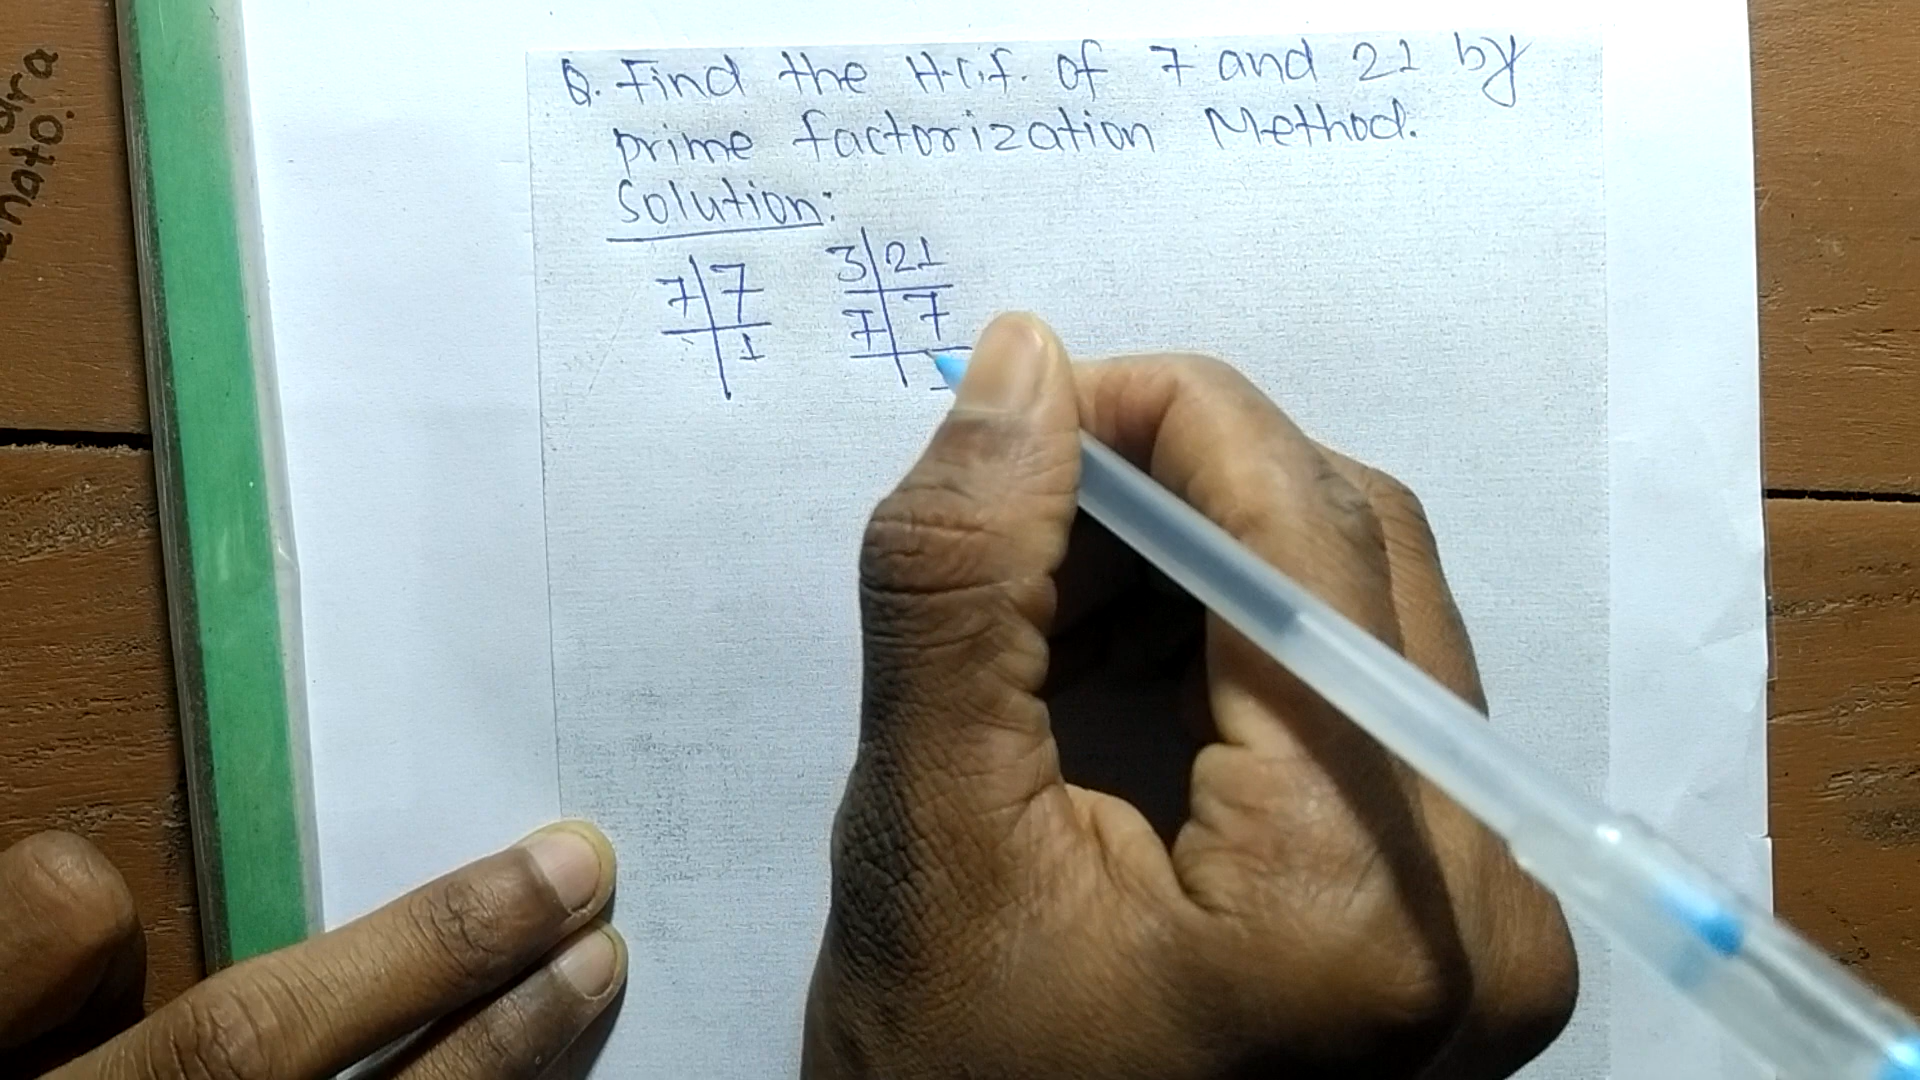 Q. Find the H.C.f. of 7 and 21 by
prime factorization Method.
Solution:
7 | 7
1
3 | 21
7 | 7